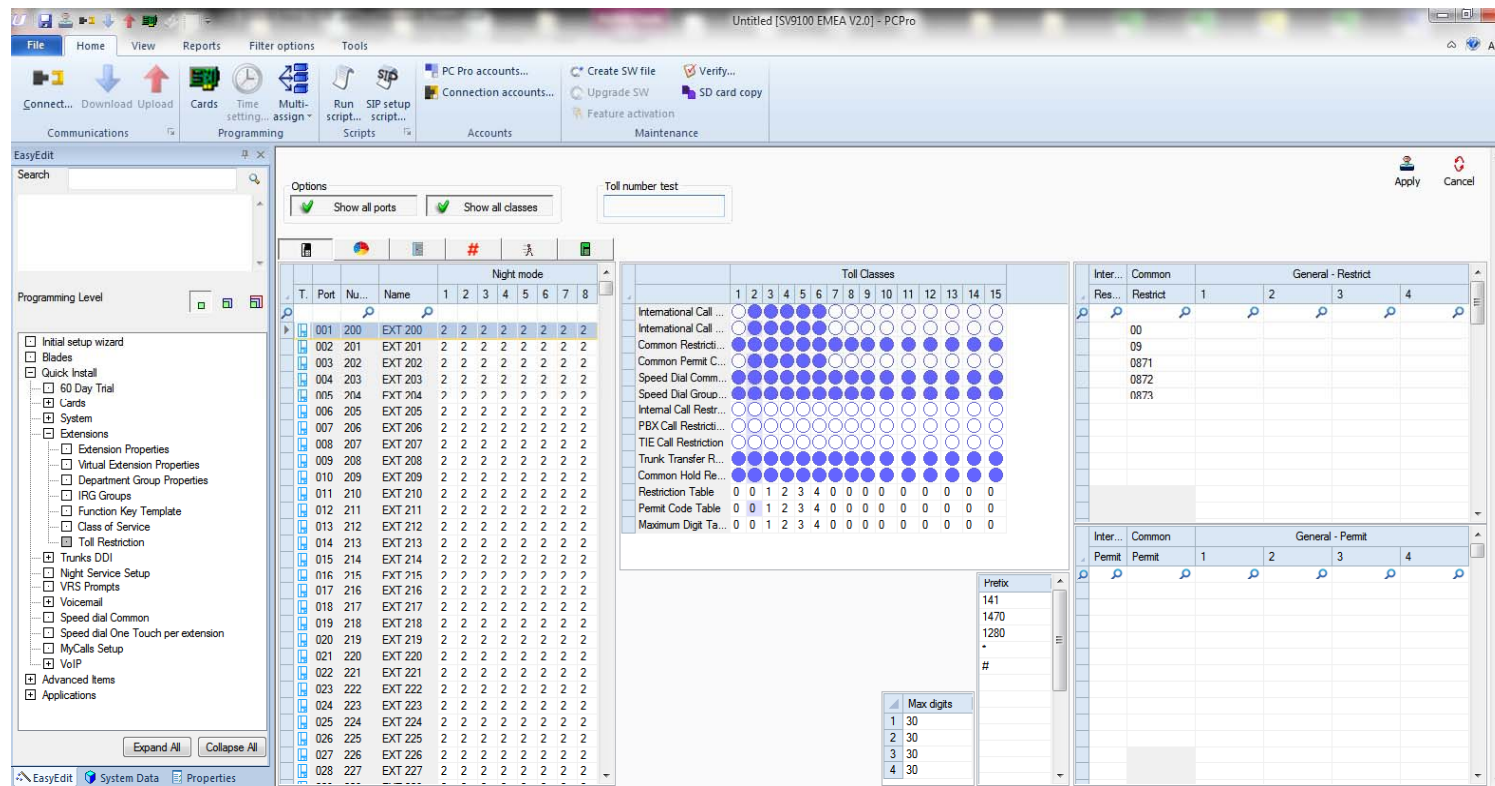 Untitled [SV9100 EMEA V2.0] - PCPro
File Home View Reports Filter options Tools
Connect... Download Upload Cards Time setting... Multi-assign Run script... SIP setup script...
PC Pro accounts...
Connection accounts...
Create SW file Verify...
Upgrade SW SD card copy
Feature activation
Communications Programming Scripts Accounts Maintenance
EasyEdit
Search
Programming Level
Initial setup wizard
Blades
Quick Install
60 Day Trial
Cards
System
Extensions
Extension Properties
Virtual Extension Properties
Department Group Properties
IRG Groups
Function Key Template
Class of Service
Toll Restriction
Trunks DDI
Night Service Setup
VRS Prompts
Voicemail
Speed dial Common
Speed dial One Touch per extension
MyCalls Setup
VoIP
Advanced Items
Applications
Expand All Collapse All
EasyEdit System Data Properties
Options
Show all ports Show all classes
Toll number test
Apply Cancel
Night mode
T. Port Nu... Name 1 2 3 4 5 6 7 8
001 200 EXT 200 2 2 2 2 2 2 2 2
002 201 EXT 201 2 2 2 2 2 2 2 2
003 202 EXT 202 2 2 2 2 2 2 2 2
004 203 EXT 203 2 2 2 2 2 2 2 2
005 204 EXT 204 2 2 2 2 2 2 2 2
006 205 EXT 205 2 2 2 2 2 2 2 2
007 206 EXT 206 2 2 2 2 2 2 2 2
008 207 EXT 207 2 2 2 2 2 2 2 2
009 208 EXT 208 2 2 2 2 2 2 2 2
010 209 EXT 209 2 2 2 2 2 2 2 2
011 210 EXT 210 2 2 2 2 2 2 2 2
012 211 EXT 211 2 2 2 2 2 2 2 2
013 212 EXT 212 2 2 2 2 2 2 2 2
014 213 EXT 213 2 2 2 2 2 2 2 2
015 214 EXT 214 2 2 2 2 2 2 2 2
016 215 EXT 215 2 2 2 2 2 2 2 2
017 216 EXT 216 2 2 2 2 2 2 2 2
018 217 EXT 217 2 2 2 2 2 2 2 2
019 218 EXT 218 2 2 2 2 2 2 2 2
020 219 EXT 219 2 2 2 2 2 2 2 2
021 220 EXT 220 2 2 2 2 2 2 2 2
022 221 EXT 221 2 2 2 2 2 2 2 2
023 222 EXT 222 2 2 2 2 2 2 2 2
024 223 EXT 223 2 2 2 2 2 2 2 2
025 224 EXT 224 2 2 2 2 2 2 2 2
026 225 EXT 225 2 2 2 2 2 2 2 2
027 226 EXT 226 2 2 2 2 2 2 2 2
028 227 EXT 227 2 2 2 2 2 2 2 2
Toll Classes
1 2 3 4 5 6 7 8 9 10 11 12 13 14 15
International Call ...
International Call ...
Common Restricti...
Common Permit C...
Speed Dial Comm...
Speed Dial Group...
Internal Call Restr...
PBX Call Restricti...
TIE Call Restriction
Trunk Transfer R...
Common Hold Re...
Restriction Table 0 0 1 2 3 4 0 0 0 0 0 0 0 0 0
Permit Code Table 0 0 1 2 3 4 0 0 0 0 0 0 0 0 0
Maximum Digit Ta... 0 0 1 2 3 4 0 0 0 0 0 0 0 0 0
Prefix
141
1470
1280
*
#
Max digits
1 30
2 30
3 30
4 30
Inter... Common General - Restrict
Res... Restrict 1 2 3 4
00
09
0871
0872
0873
Inter... Common General - Permit
Permit Permit 1 2 3 4